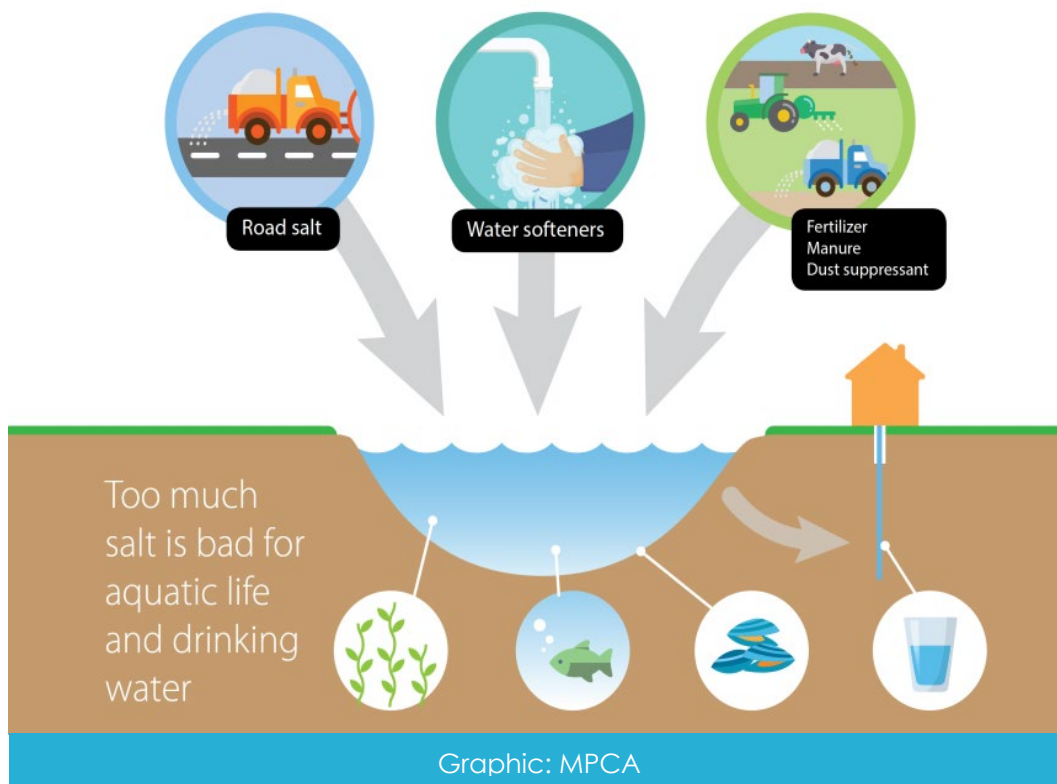 Road salt
Water softeners
Fertilizer
Manure
Dust suppressant
Too much
salt is bad for
aquatic life
and drinking
water
Graphic: MPCA